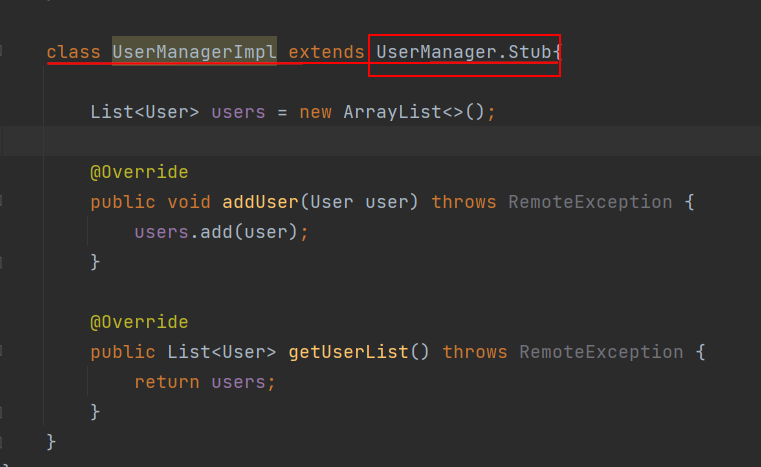 class UserManagerImpl extends UserManager.Stub{
List<User> users = new ArrayList<>();
@Override
public void addUser(User user) throws RemoteException {
users.add(user);
}
@Override
public List<User> getUserList() throws RemoteException {
return users;
}
}